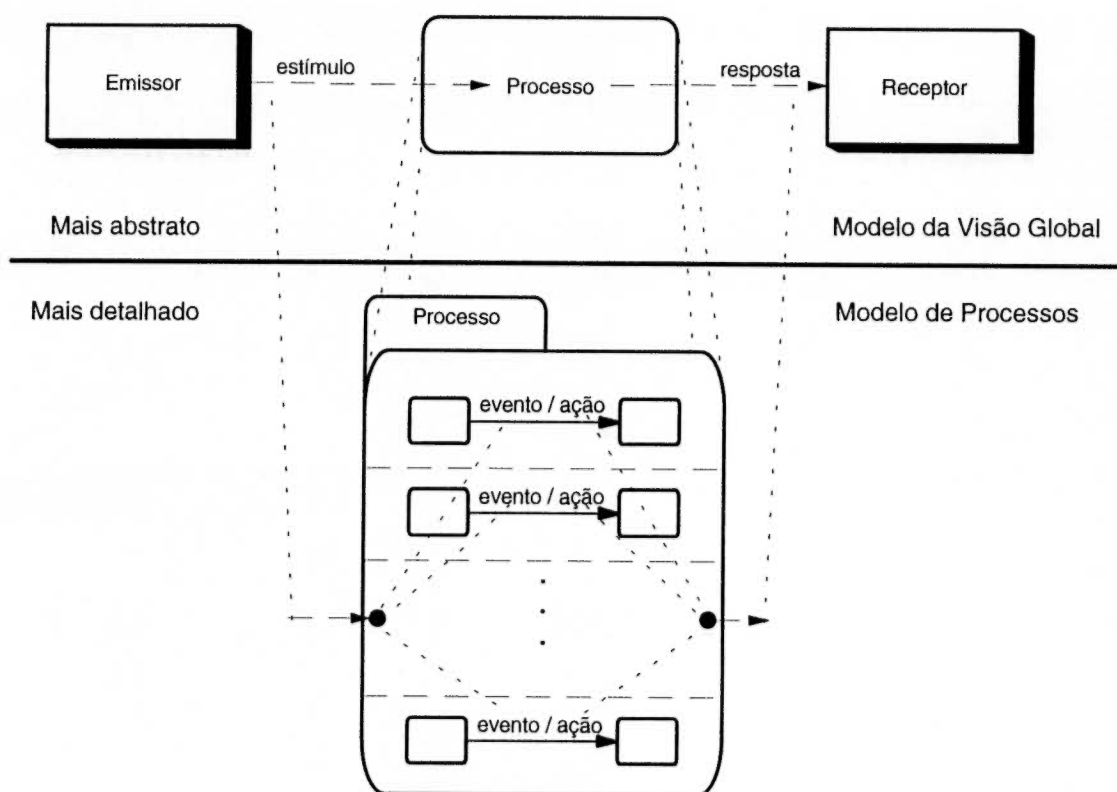 Emissor
estímulo
Processo
resposta
Receptor
Mais abstrato
Modelo da Visão Global
Mais detalhado
Modelo de Processos
Processo
evento / ação
evento / ação
evento / ação